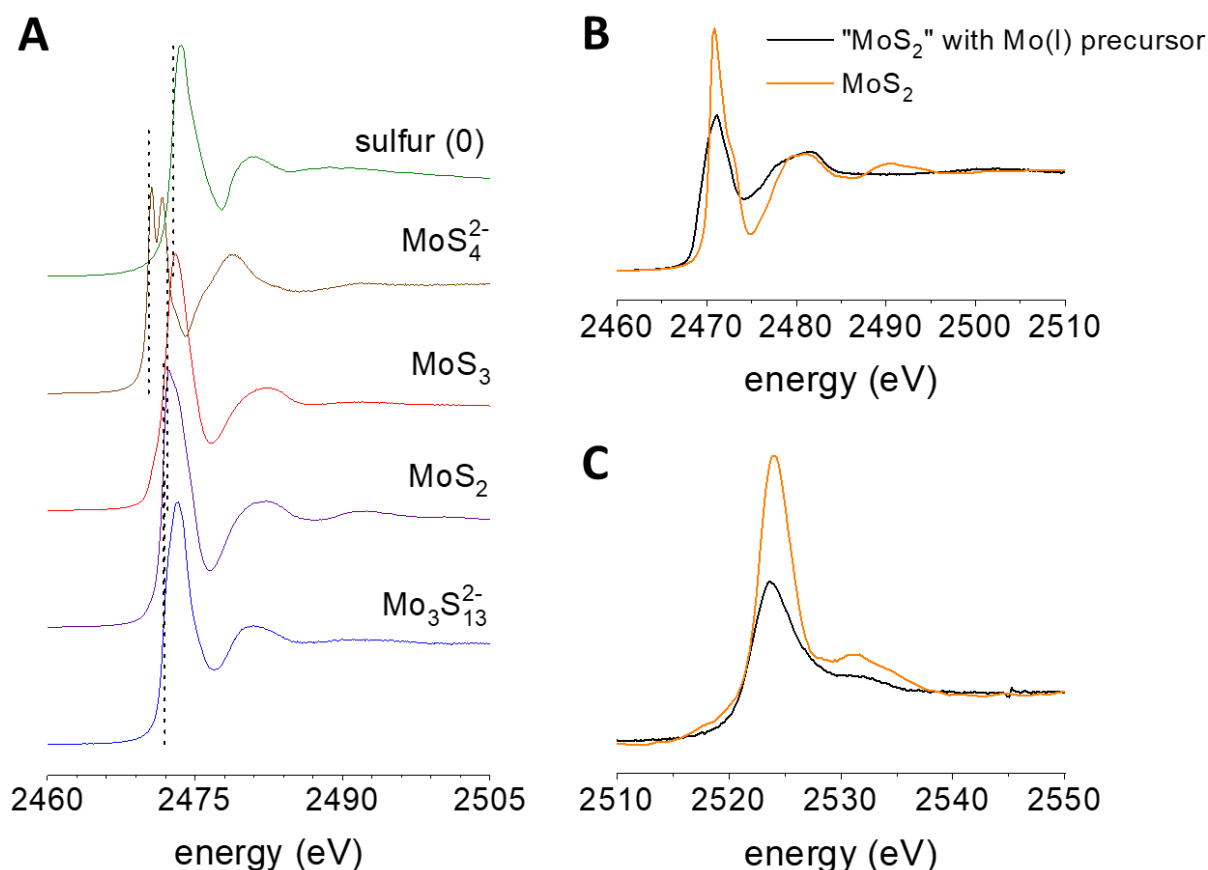 A
sulfur (0)
MoS₄²⁻
MoS₃
MoS₂
Mo₃S₁₃²⁻
2460 2475 2490 2505
energy (eV)
B
"MoS₂" with Mo(I) precursor
MoS₂
2460 2470 2480 2490 2500 2510
energy (eV)
C
2510 2520 2530 2540 2550
energy (eV)